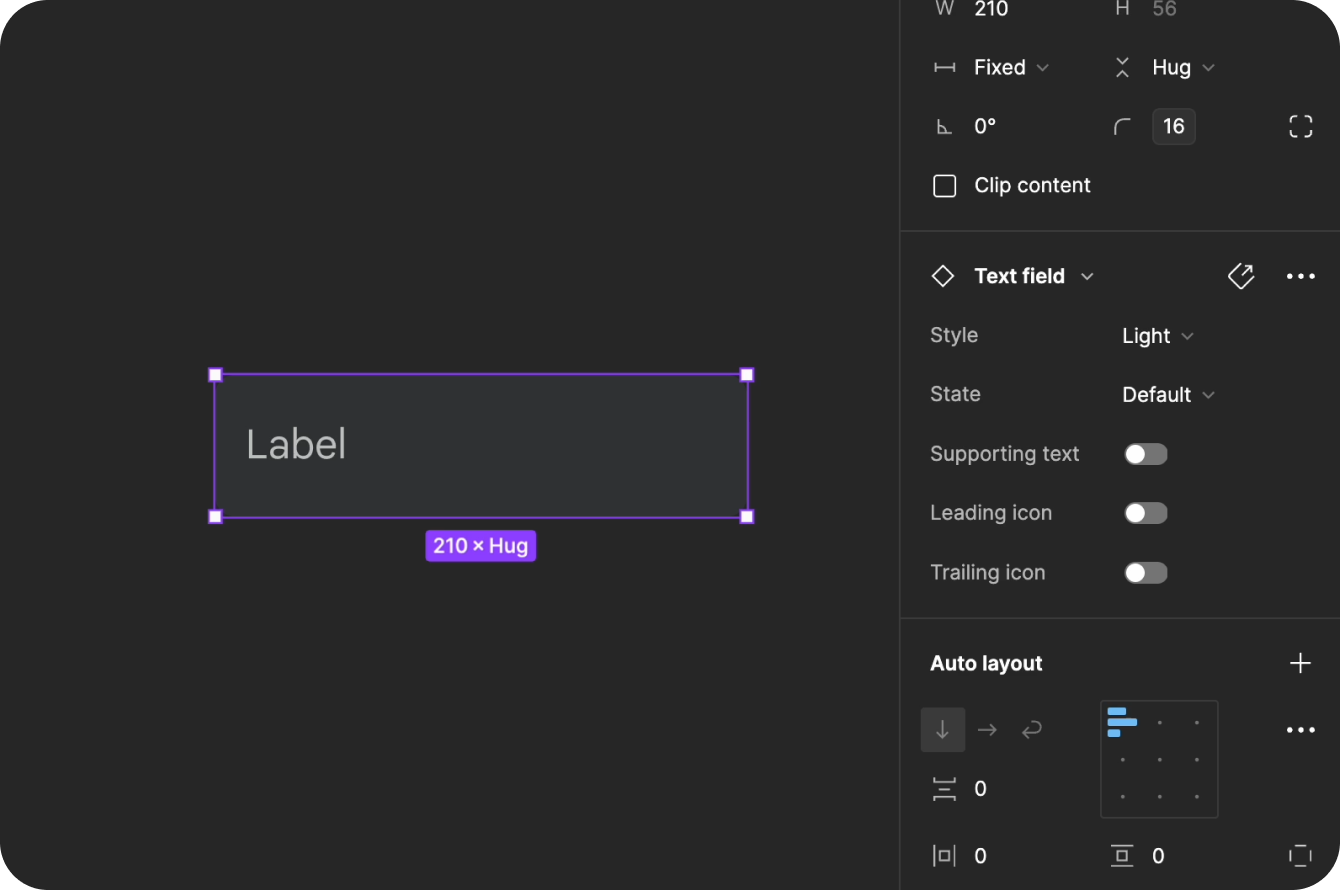 W 210 H 56
Fixed Hug
0° 16
Clip content
Text field
Style Light
State Default
Label
Supporting text
Leading icon
210 × Hug
Trailing icon
Auto layout
0
0 0